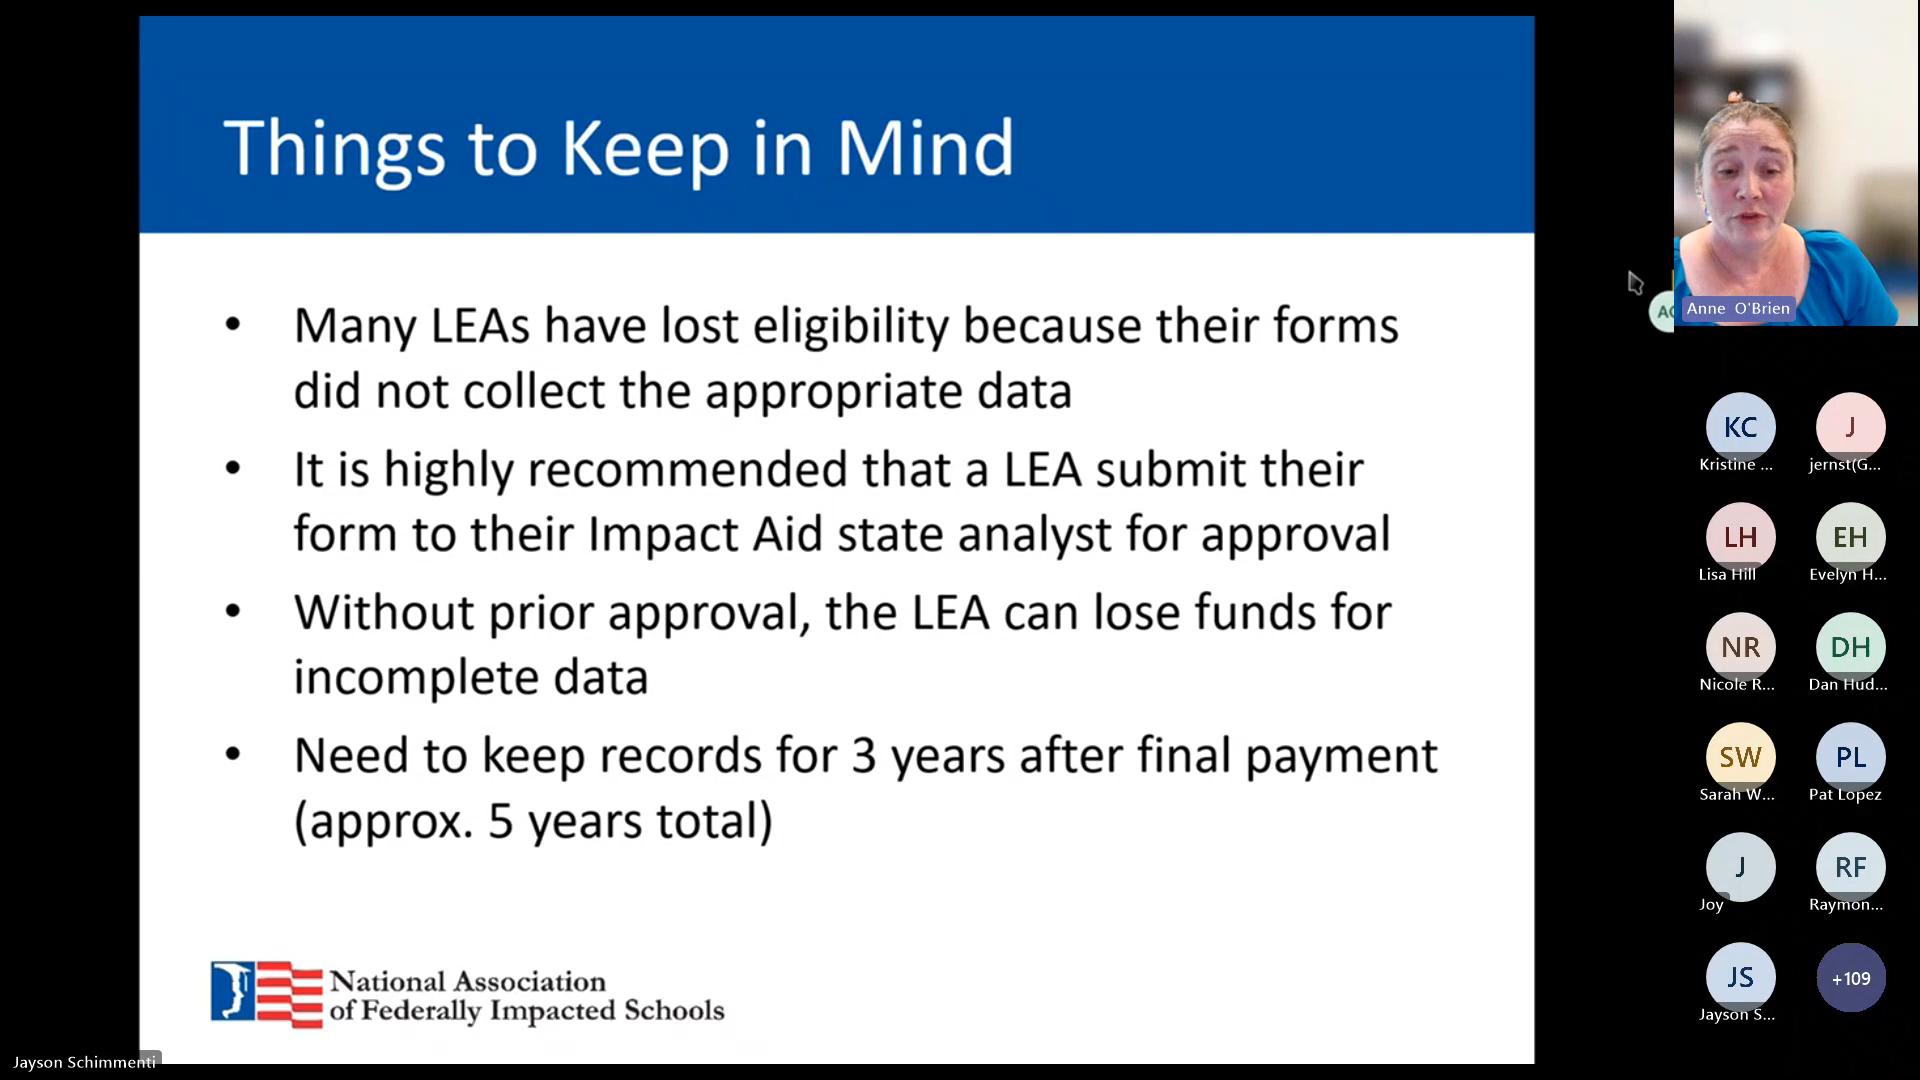 Things to Keep in Mind
• Many LEAs have lost eligibility because their forms
did not collect the appropriate data
• It is highly recommended that a LEA submit their
form to their Impact Aid state analyst for approval
• Without prior approval, the LEA can lose funds for
incomplete data
• Need to keep records for 3 years after final payment
(approx. 5 years total)
National Association
of Federally Impacted Schools
Jayson Schimmenti
Anne O'Brien
KC
Kristine ...
J
jernst(G...
LH
Lisa Hill
EH
Evelyn H...
NR
Nicole R...
DH
Dan Hud...
SW
Sarah W...
PL
Pat Lopez
J
Joy
RF
Raymon...
JS
Jayson S...
+109